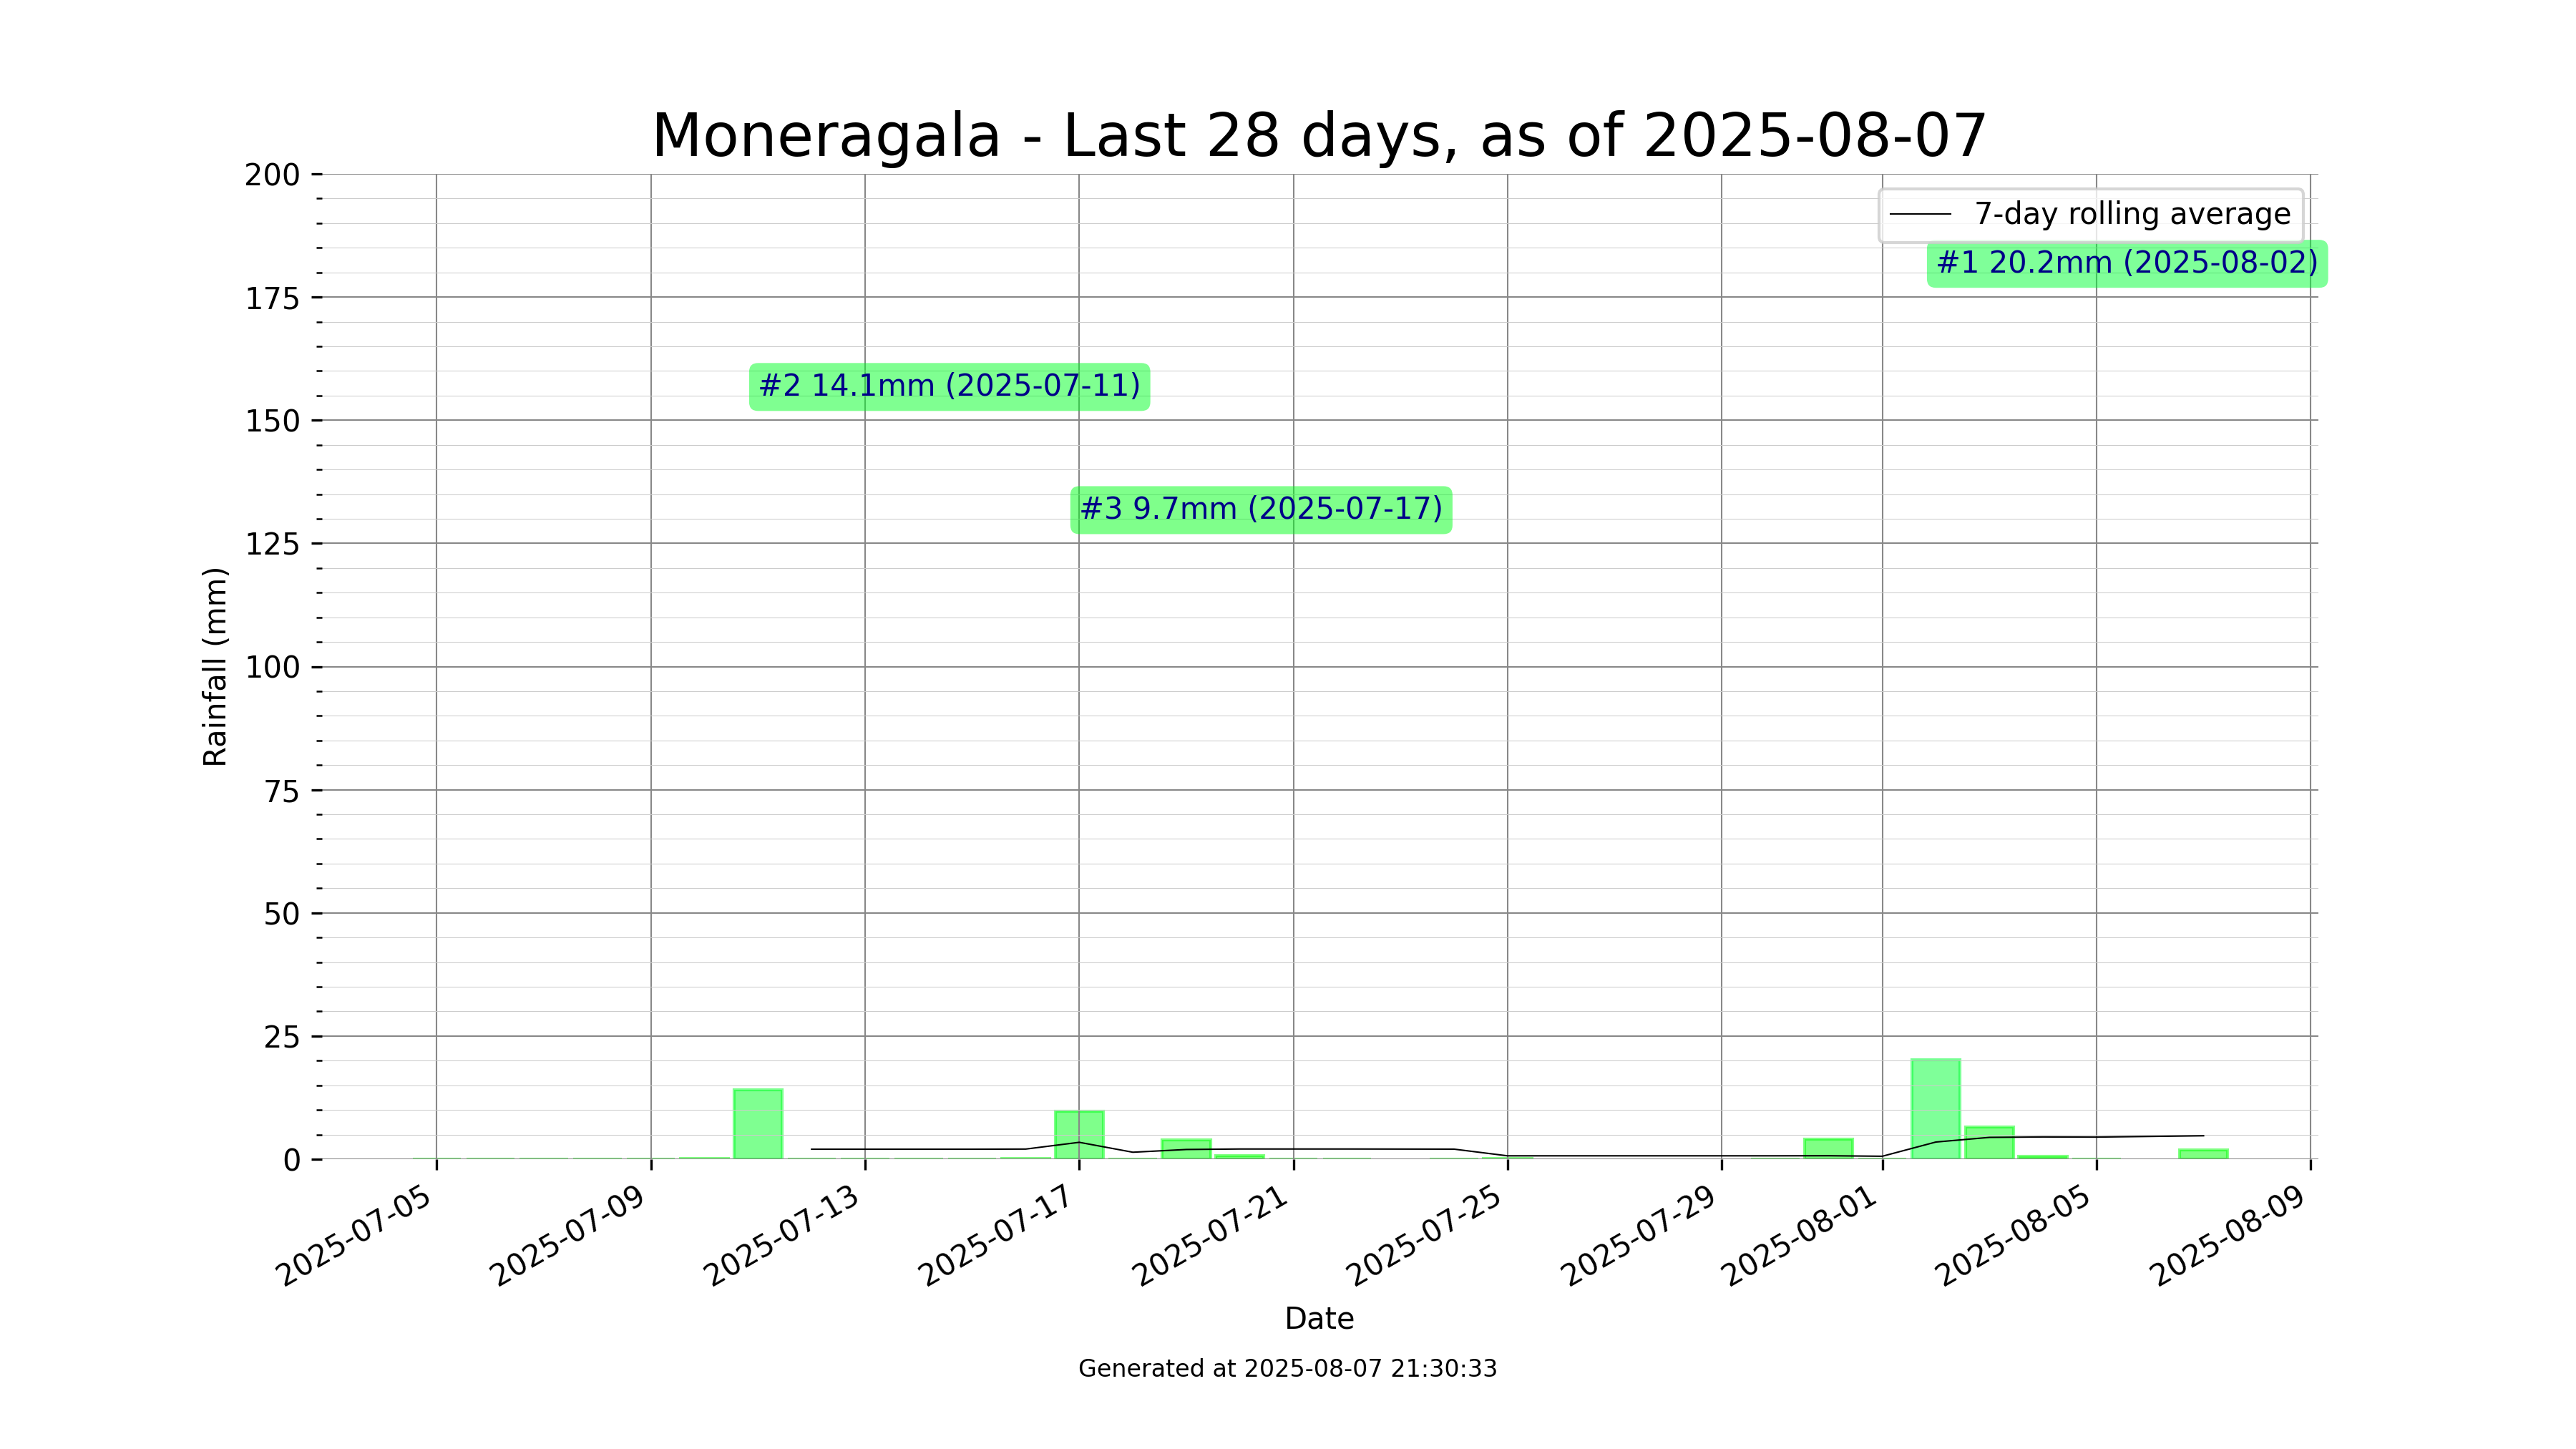 Moneragala - Last 28 days, as of 2025-08-07
200
175
150
125
100
75
50
25
0
Rainfall (mm)
7-day rolling average
#1 20.2mm (2025-08-02)
#2 14.1mm (2025-07-11)
#3 9.7mm (2025-07-17)
2025-07-05
2025-07-09
2025-07-13
2025-07-17
2025-07-21
2025-07-25
2025-07-29
2025-08-01
2025-08-05
2025-08-09
Date
Generated at 2025-08-07 21:30:33